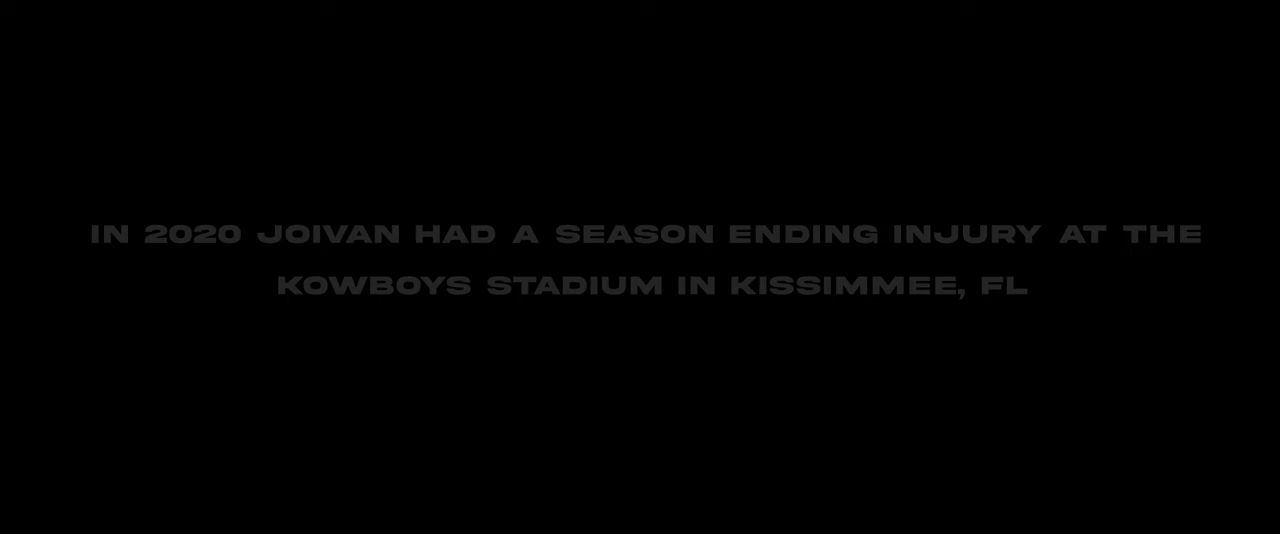 IN 2020 JOIVAN HAD A SEASON ENDING INJURY AT THE
KOWBOYS STADIUM IN KISSIMMEE, FL